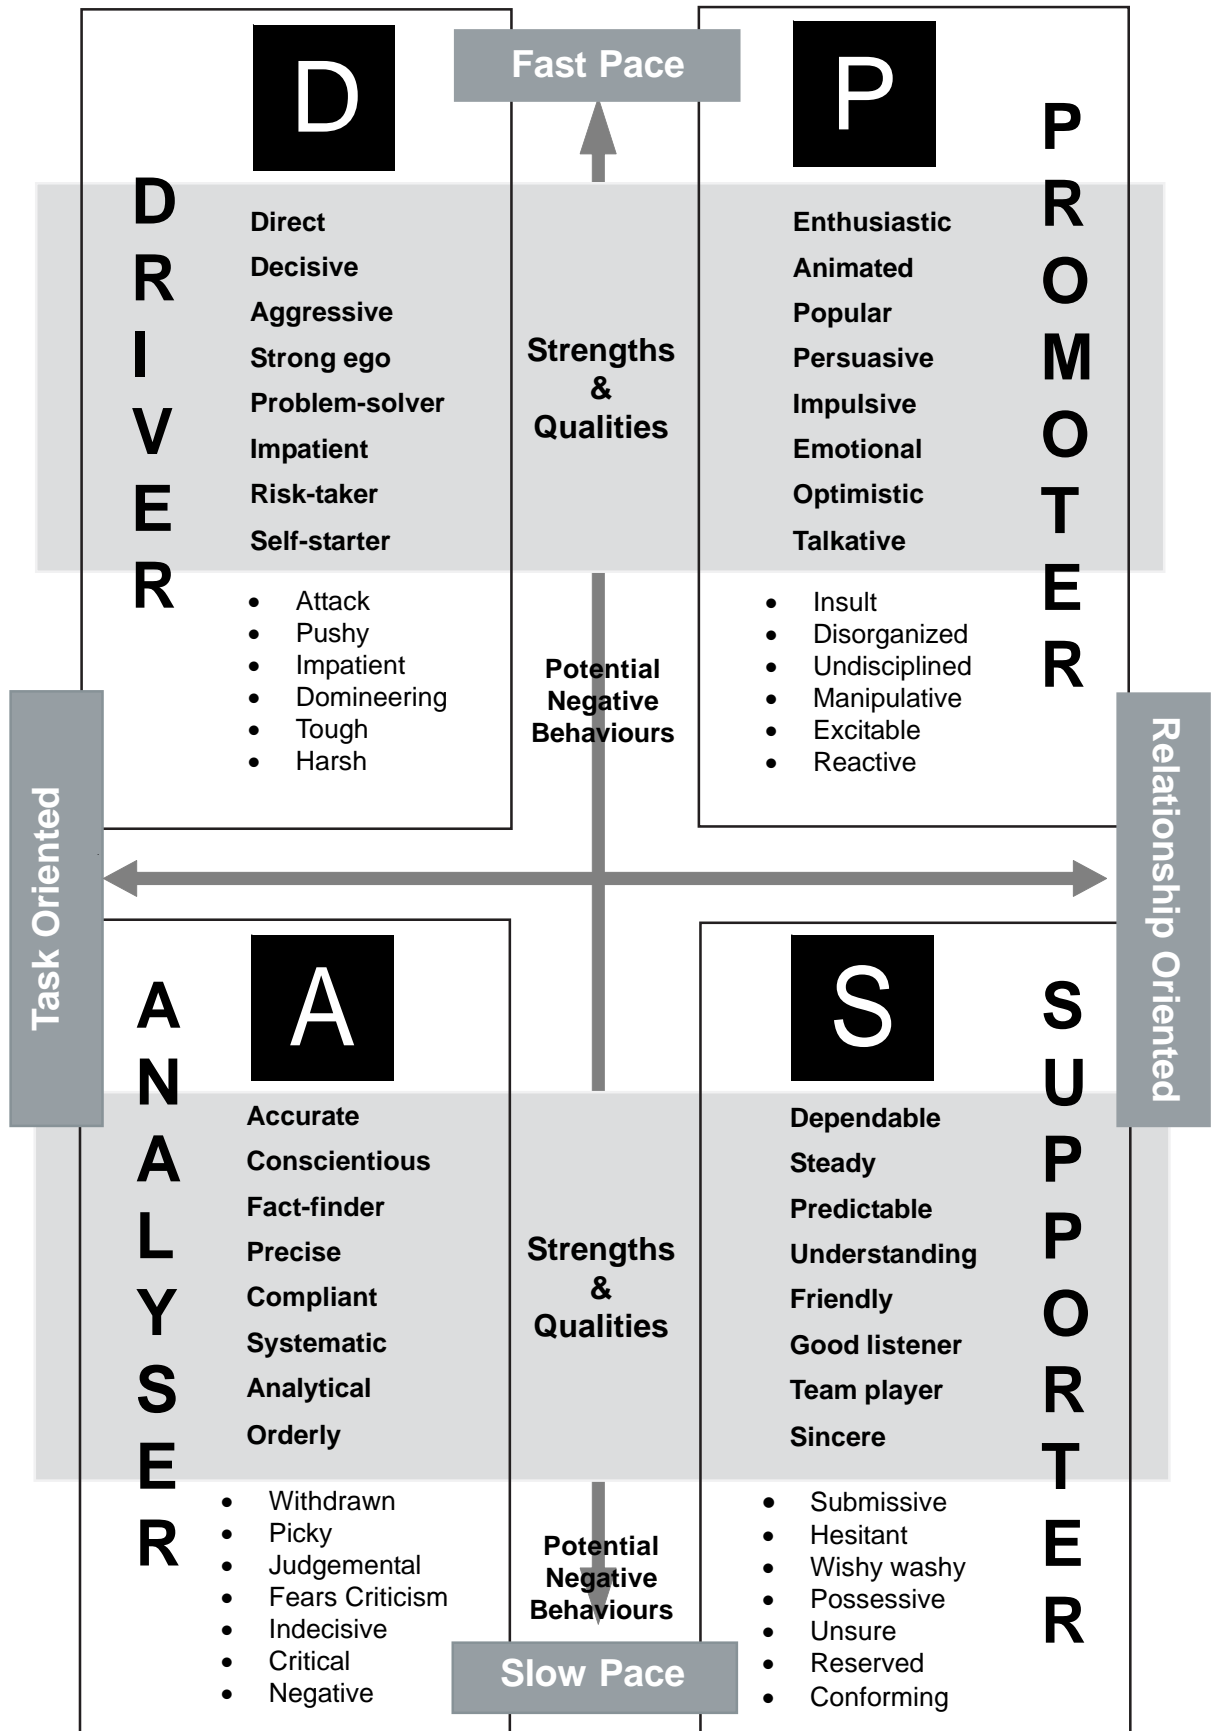 Fast Pace
D
DRIVER
Direct
Decisive
Aggressive
Strong ego
Problem-solver
Impatient
Risk-taker
Self-starter
• Attack
• Pushy
• Impatient
• Domineering
• Tough
• Harsh
Strengths
&
Qualities
Potential
Negative
Behaviours
P
PROMOTER
Enthusiastic
Animated
Popular
Persuasive
Impulsive
Emotional
Optimistic
Talkative
• Insult
• Disorganized
• Undisciplined
• Manipulative
• Excitable
• Reactive
Task Oriented
Relationship Oriented
A
ANALYSER
Accurate
Conscientious
Fact-finder
Precise
Compliant
Systematic
Analytical
Orderly
• Withdrawn
• Picky
• Judgemental
• Fears Criticism
• Indecisive
• Critical
• Negative
Strengths
&
Qualities
Potential
Negative
Behaviours
S
SUPPORTER
Dependable
Steady
Predictable
Understanding
Friendly
Good listener
Team player
Sincere
• Submissive
• Hesitant
• Wishy washy
• Possessive
• Unsure
• Reserved
• Conforming
Slow Pace